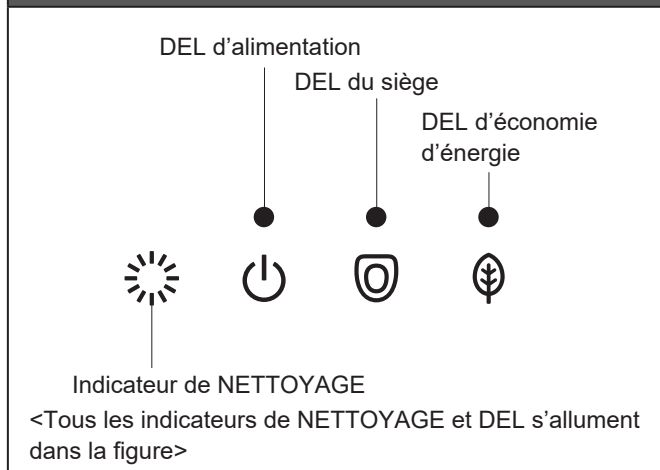 DEL d’alimentation
DEL du siège
DEL d’économie
d’énergie
Indicateur de NETTOYAGE
<Tous les indicateurs de NETTOYAGE et DEL s’allument
dans la figure>